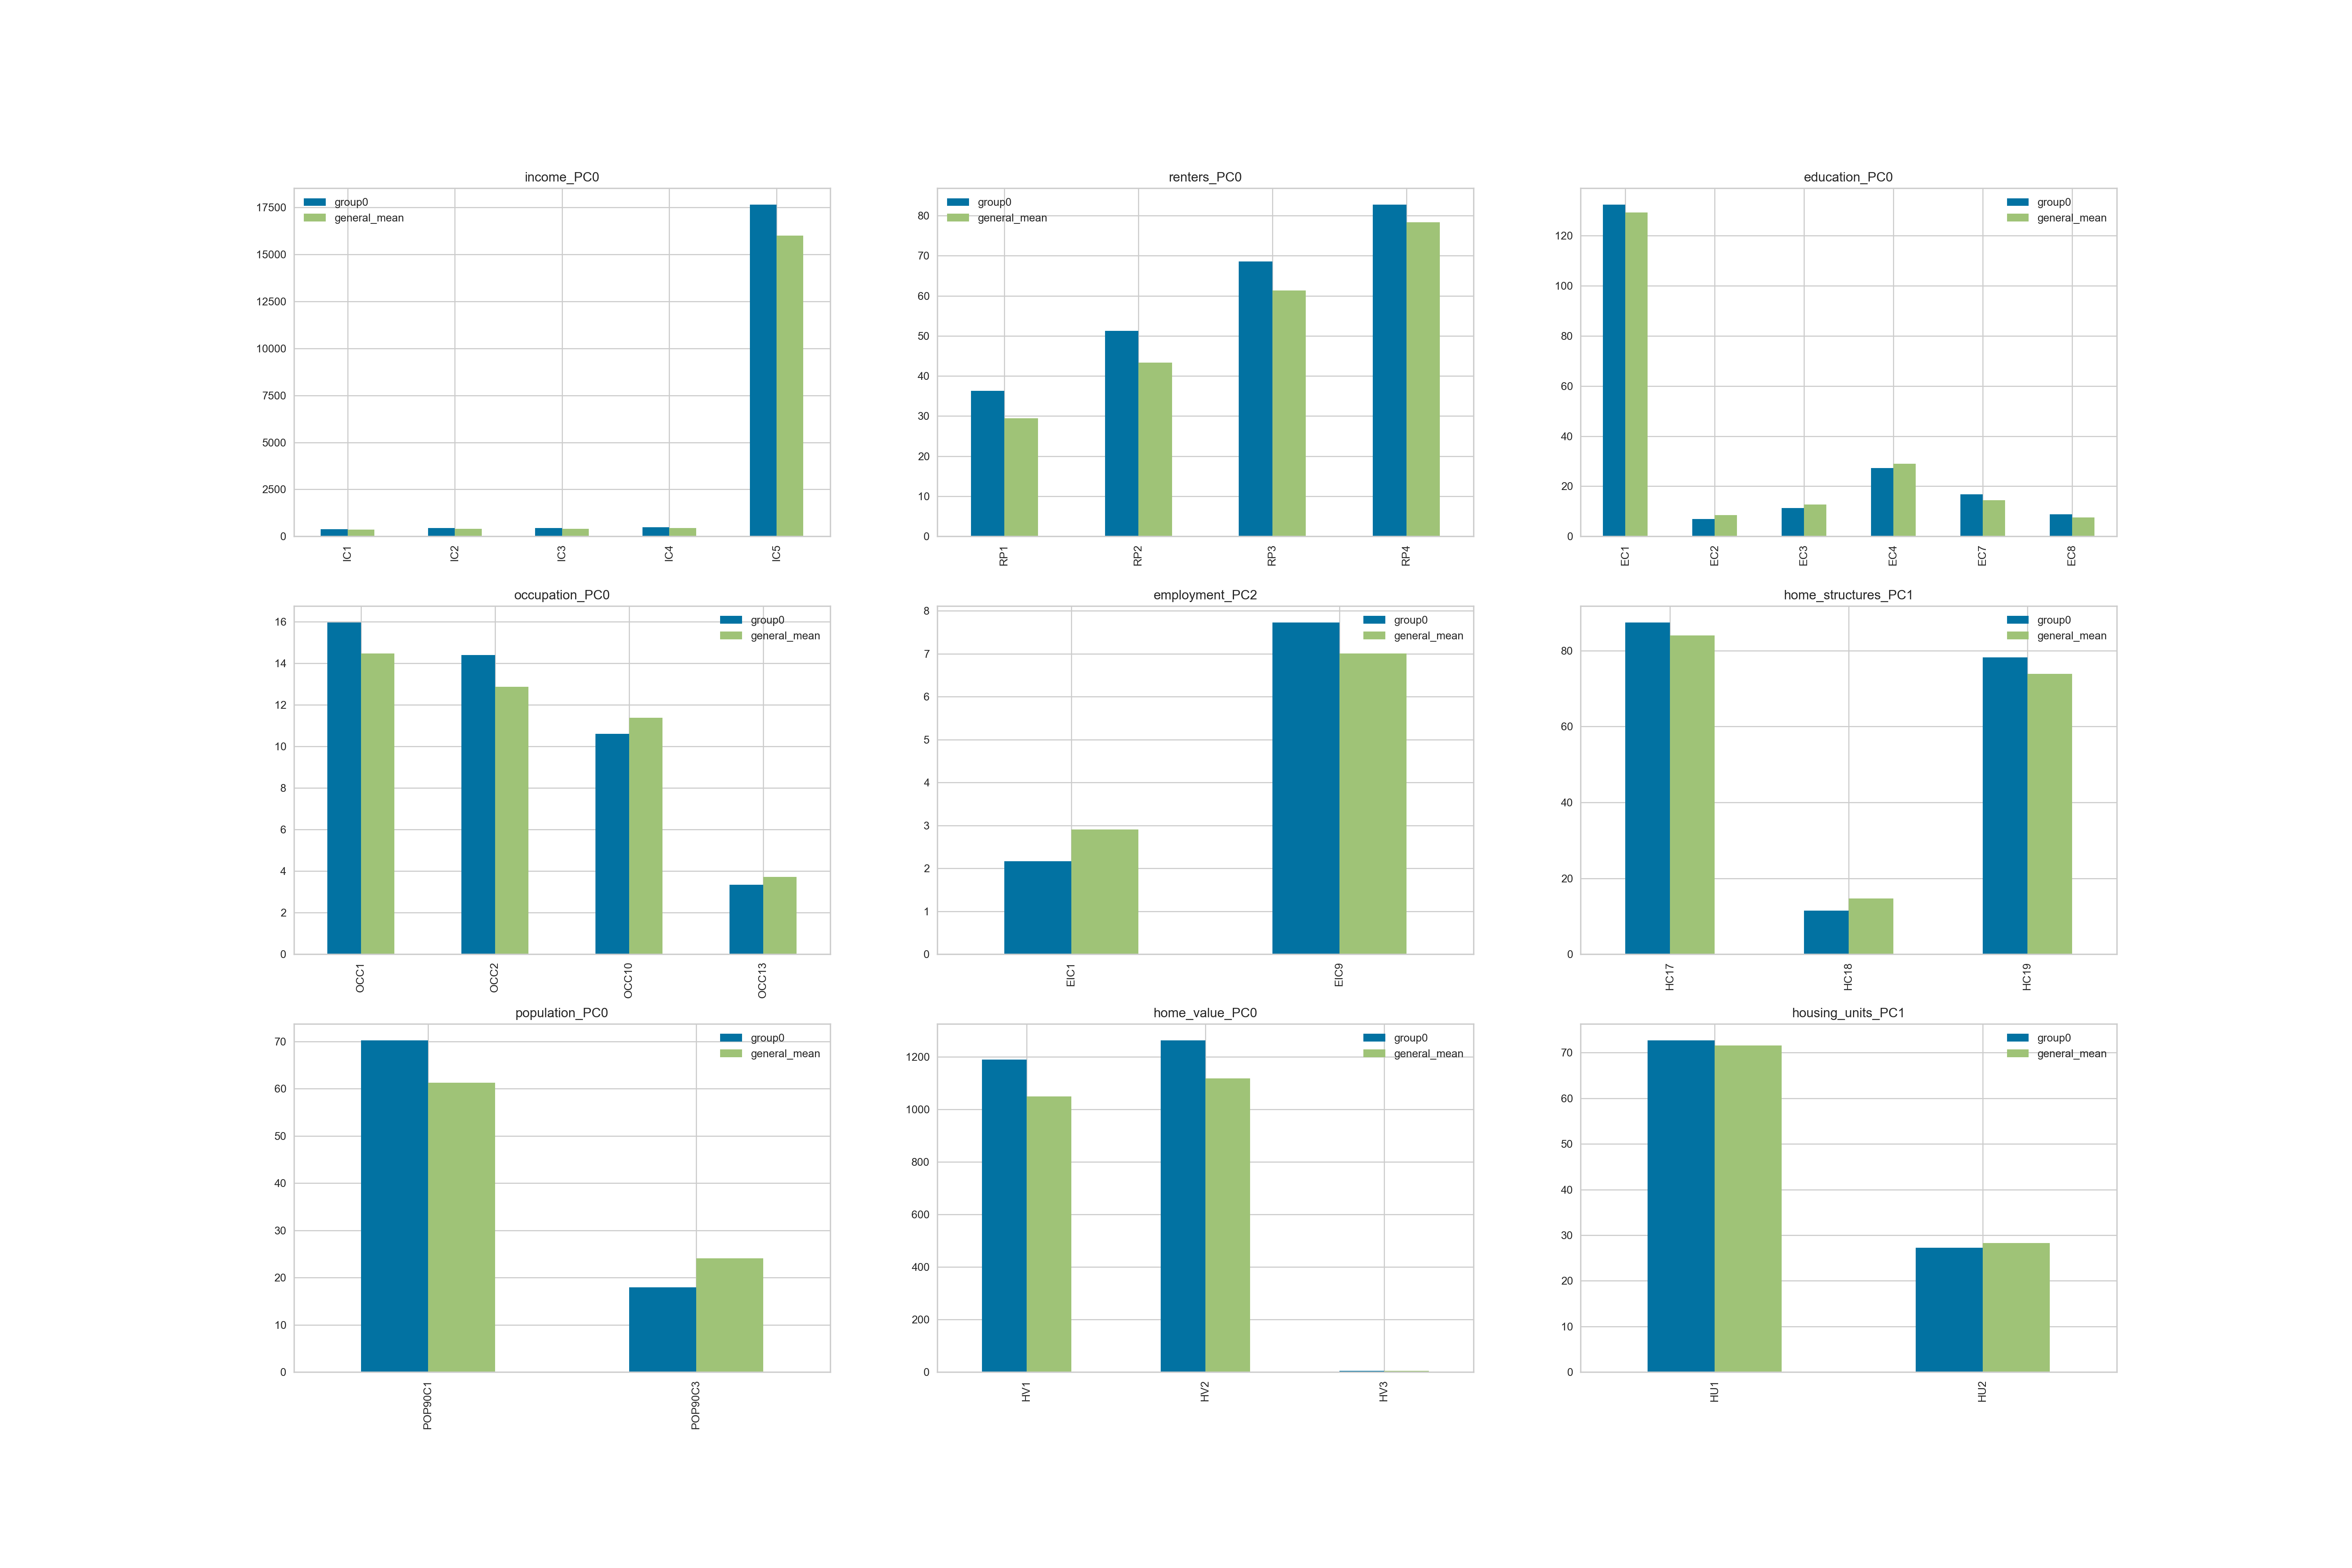 income_PC0
group0
general_mean
17500
15000
12500
10000
7500
5000
2500
0
IC1
IC2
IC3
IC4
IC5
renters_PC0
group0
general_mean
80
70
60
50
40
30
20
10
0
RP1
RP2
RP3
RP4
education_PC0
group0
general_mean
120
100
80
60
40
20
0
EC1
EC2
EC3
EC4
EC7
EC8
occupation_PC0
group0
general_mean
16
14
12
10
8
6
4
2
0
OCC1
OCC2
OCC10
OCC13
employment_PC2
group0
general_mean
8
7
6
5
4
3
2
1
0
EIC1
EIC9
home_structures_PC1
group0
general_mean
80
60
40
20
0
HC17
HC18
HC19
population_PC0
group0
general_mean
70
60
50
40
30
20
10
0
POP90C1
POP90C3
home_value_PC0
group0
general_mean
1200
1000
800
600
400
200
0
HV1
HV2
HV3
housing_units_PC1
group0
general_mean
70
60
50
40
30
20
10
0
HU1
HU2